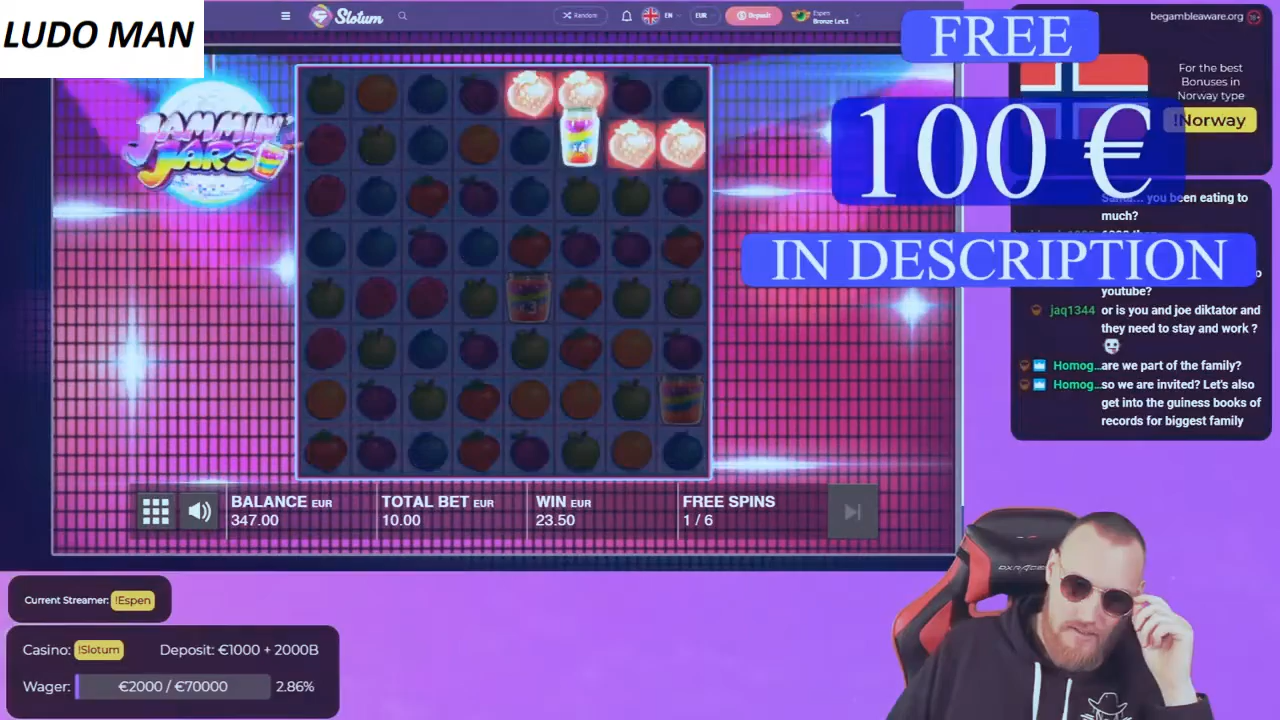 LUDO MAN
Slotum
Random
EN
EUR
Deposit
Espen
Bronze Lev.1
FREE
100 €
IN DESCRIPTION
begambleaware.org
18+
For the best
Bonuses in
Norway type
!Norway
JAMMIN'
JARS
you been eating to
much?
youtube?
jaq1344 or is you and joe diktator and
they need to stay and work ?
Homog...are we part of the family?
Homog...so we are invited? Let's also
get into the guiness books of
records for biggest family
BALANCE EUR
347.00
TOTAL BET EUR
10.00
WIN EUR
23.50
FREE SPINS
1 / 6
DXRACER
Current Streamer: !Espen
Casino: !Slotum
Deposit: €1000 + 2000B
Wager: €2000 / €70000 2.86%